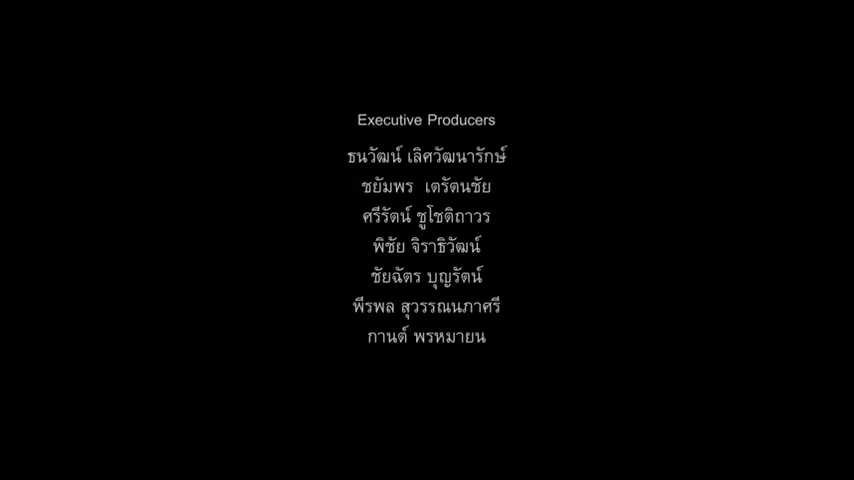 Executive Producers
ธนวัฒน์ เลิศวัฒนารักษ์
ชยัมพร  เตรัตนชัย
ศรีรัตน์ ชูโชติถาวร
พิชัย จิราธิวัฒน์
ชัยฉัตร บุญรัตน์
พีรพล สุวรรณนภาศรี
กานต์ พรหมายน